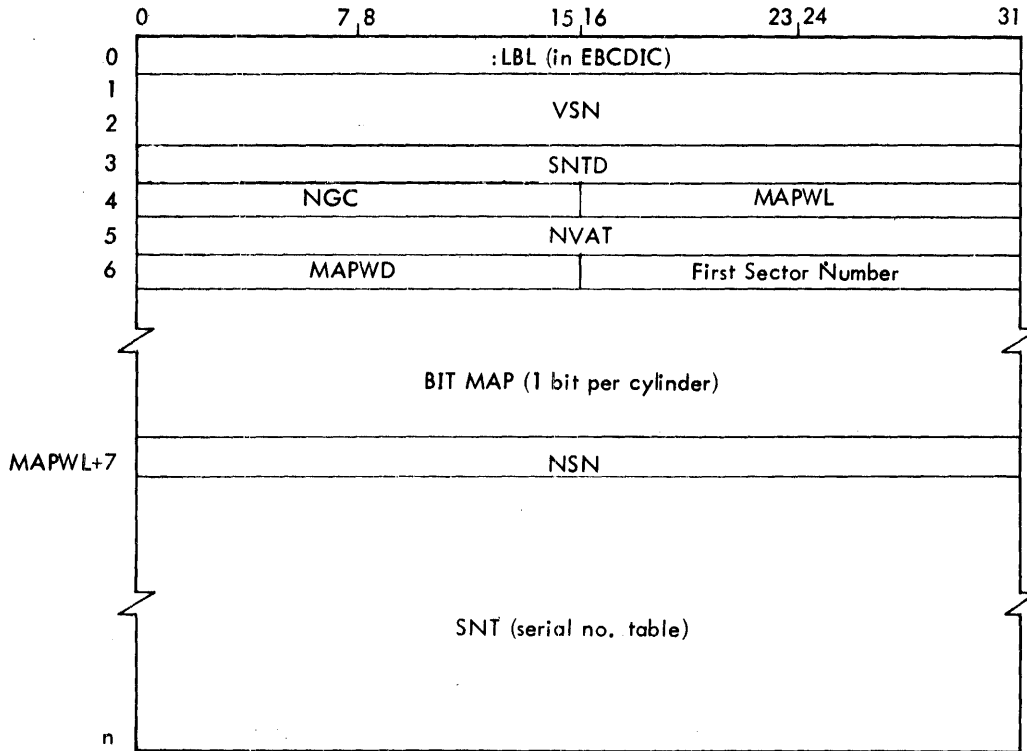 0 7 8 15 16 23 24 31
0 :LBL (in EBCDIC)
1
VSN
2
3 SNTD
4 NGC MAPWL
5 NVAT
6 MAPWD First Sector Number
BIT MAP (1 bit per cylinder)
MAPWL+7 NSN
SNT (serial no. table)
n